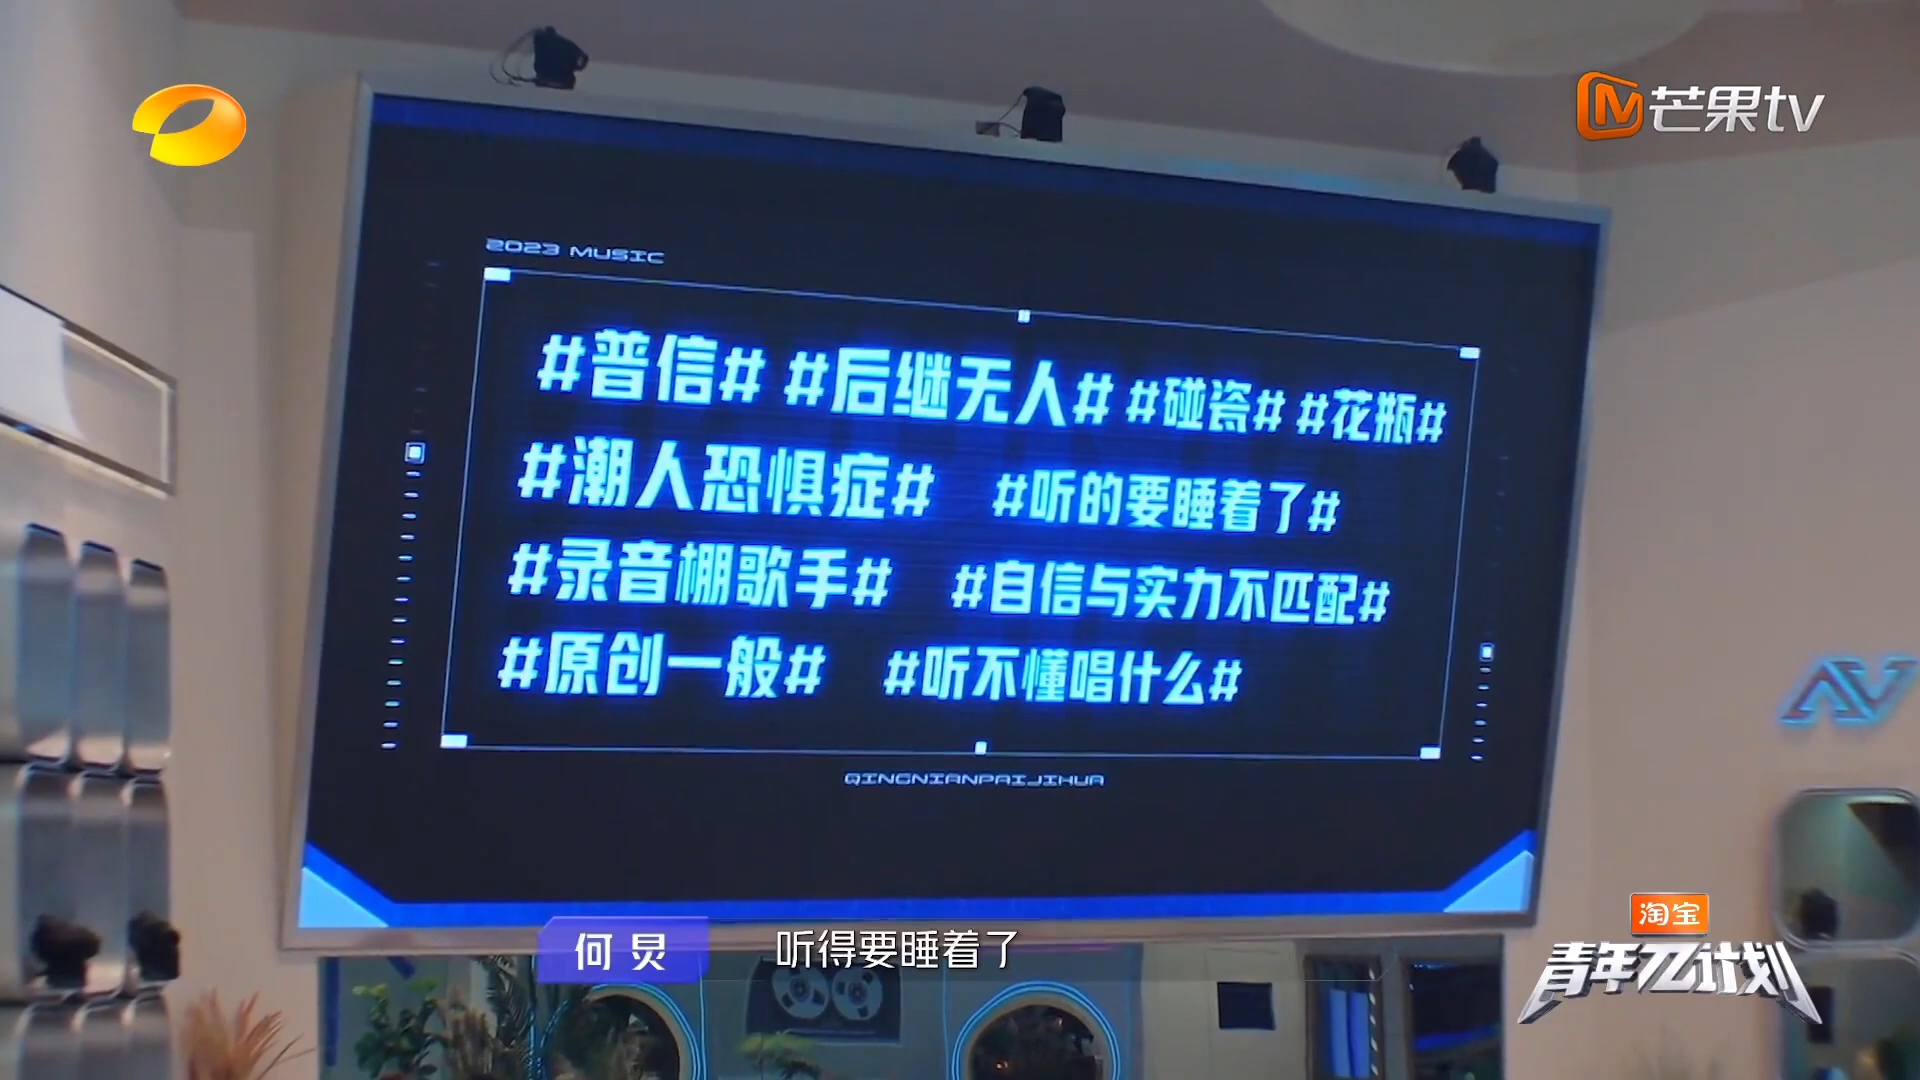 芒果tv
2023 MUSIC
#普信# #后继无人# #碰瓷# #花瓶#
#潮人恐惧症# #听的要睡着了#
#录音棚歌手# #自信与实力不匹配#
#原创一般# #听不懂唱什么#
QINGNIANPAIJIHUA
淘宝
青年π计划
何炅 听得要睡着了